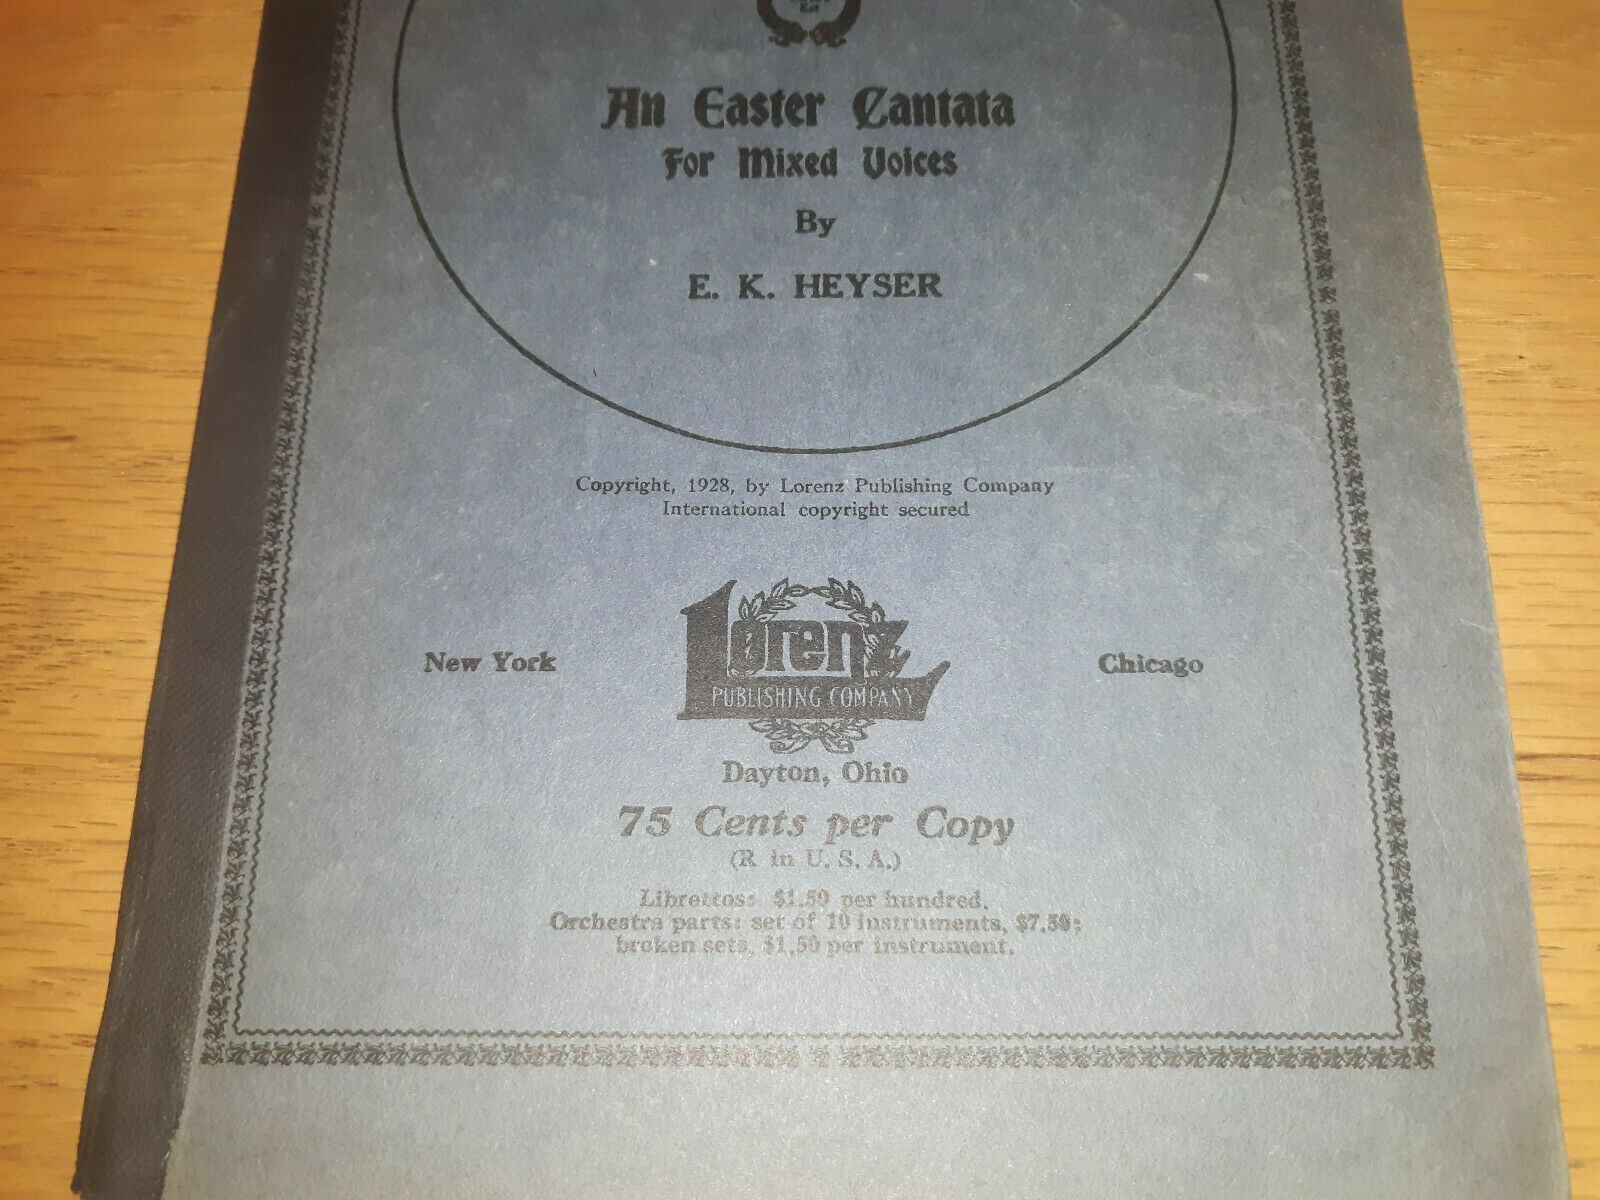 An Easter Cantata
For Mixed Voices
By
E. K. HEYSER
Copyright, 1928, by Lorenz Publishing Company
International copyright secured
New York
Lorenz
PUBLISHING COMPANY
Chicago
Dayton, Ohio
75 Cents per Copy
(R in U. S. A.)
Librettos: $1.50 per hundred.
Orchestra parts: set of 10 instruments, $7.50;
broken sets, $1.50 per instrument.